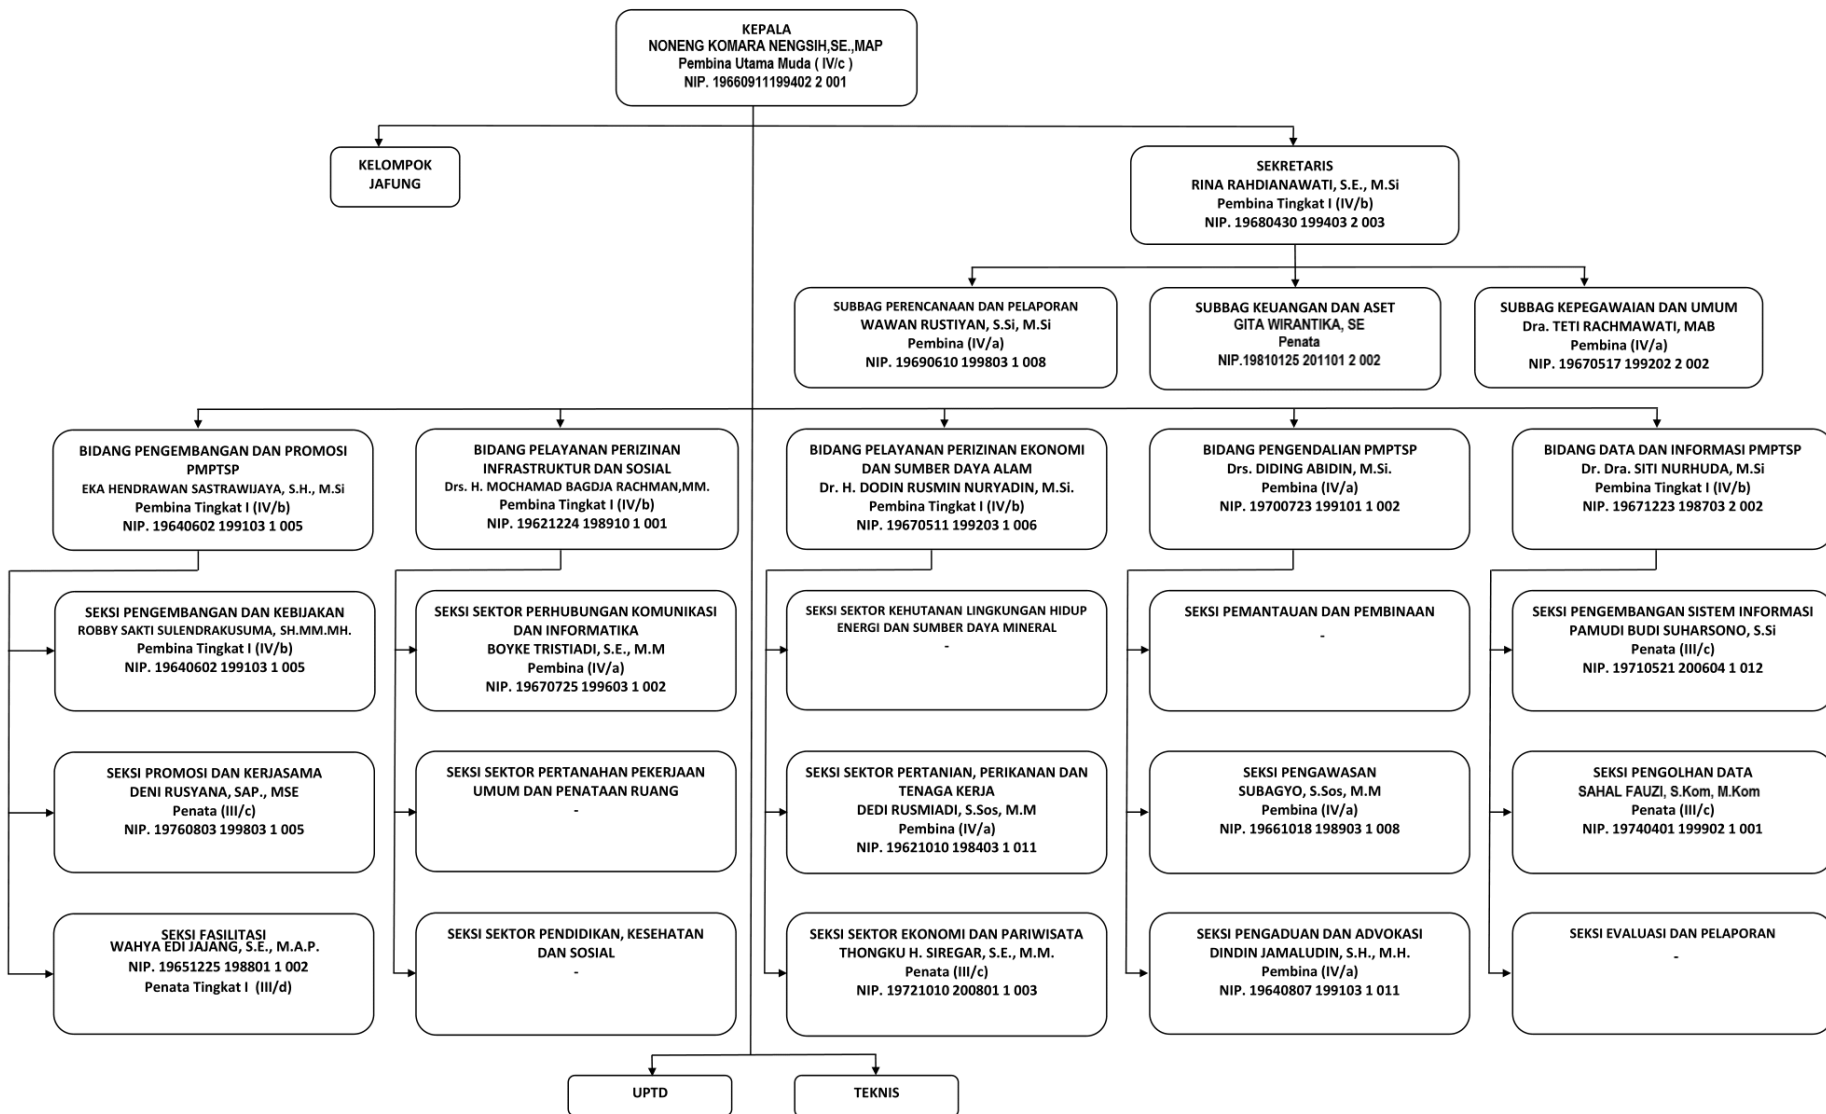 KEPALA
NONENG KOMARA NENGSIH,SE.,MAP
Pembina Utama Muda ( IV/c )
NIP. 19660911199402 2 001
KELOMPOK
JAFUNG
SEKRETARIS
RINA RAHDIANAWATI, S.E., M.Si
Pembina Tingkat I (IV/b)
NIP. 19680430 199403 2 003
SUBBAG PERENCANAAN DAN PELAPORAN
WAWAN RUSTIYAN, S.Si, M.Si
Pembina (IV/a)
NIP. 19690610 199803 1 008
SUBBAG KEUANGAN DAN ASET
GITA WIRANTIKA, SE
Penata
NIP.19810125 201101 2 002
SUBBAG KEPEGAWAIAN DAN UMUM
Dra. TETI RACHMAWATI, MAB
Pembina (IV/a)
NIP. 19670517 199202 2 002
BIDANG PENGEMBANGAN DAN PROMOSI
PMPTSP
EKA HENDRAWAN SASTRAWIJAYA, S.H., M.Si
Pembina Tingkat I (IV/b)
NIP. 19640602 199103 1 005
BIDANG PELAYANAN PERIZINAN
INFRASTRUKTUR DAN SOSIAL
Drs. H. MOCHAMAD BAGDJA RACHMAN,MM.
Pembina Tingkat I (IV/b)
NIP. 19621224 198910 1 001
BIDANG PELAYANAN PERIZINAN EKONOMI
DAN SUMBER DAYA ALAM
Dr. H. DODIN RUSMIN NURYADIN, M.Si.
Pembina Tingkat I (IV/b)
NIP. 19670511 199203 1 006
BIDANG PENGENDALIAN PMPTSP
Drs. DIDING ABIDIN, M.Si.
Pembina (IV/a)
NIP. 19700723 199101 1 002
BIDANG DATA DAN INFORMASI PMPTSP
Dr. Dra. SITI NURHUDA, M.Si
Pembina Tingkat I (IV/b)
NIP. 19671223 198703 2 002
SEKSI PENGEMBANGAN DAN KEBIJAKAN
ROBBY SAKTI SULENDRAKUSUMA, SH.MM.MH.
Pembina Tingkat I (IV/b)
NIP. 19640602 199103 1 005
SEKSI SEKTOR PERHUBUNGAN KOMUNIKASI
DAN INFORMATIKA
BOYKE TRISTIADI, S.E., M.M
Pembina (IV/a)
NIP. 19670725 199603 1 002
SEKSI SEKTOR KEHUTANAN LINGKUNGAN HIDUP
ENERGI DAN SUMBER DAYA MINERAL
-
SEKSI PEMANTAUAN DAN PEMBINAAN
-
SEKSI PENGEMBANGAN SISTEM INFORMASI
PAMUDI BUDI SUHARSONO, S.Si
Penata (III/c)
NIP. 19710521 200604 1 012
SEKSI PROMOSI DAN KERJASAMA
DENI RUSYANA, SAP., MSE
Penata (III/c)
NIP. 19760803 199803 1 005
SEKSI SEKTOR PERTANAHAN PEKERJAAN
UMUM DAN PENATAAN RUANG
-
SEKSI SEKTOR PERTANIAN, PERIKANAN DAN
TENAGA KERJA
DEDI RUSMIADI, S.Sos, M.M
Pembina (IV/a)
NIP. 19621010 198403 1 011
SEKSI PENGAWASAN
SUBAGYO, S.Sos, M.M
Pembina (IV/a)
NIP. 19661018 198903 1 008
SEKSI PENGOLHAN DATA
SAHAL FAUZI, S.Kom, M.Kom
Penata (III/c)
NIP. 19740401 199902 1 001
SEKSI FASILITASI
WAHYA EDI JAJANG, S.E., M.A.P.
NIP. 19651225 198801 1 002
Penata Tingkat I (III/d)
SEKSI SEKTOR PENDIDIKAN, KESEHATAN
DAN SOSIAL
-
SEKSI SEKTOR EKONOMI DAN PARIWISATA
THONGKU H. SIREGAR, S.E., M.M.
Penata (III/c)
NIP. 19721010 200801 1 003
SEKSI PENGADUAN DAN ADVOKASI
DINDIN JAMALUDIN, S.H., M.H.
Pembina (IV/a)
NIP. 19640807 199103 1 011
SEKSI EVALUASI DAN PELAPORAN
-
UPTD
TEKNIS